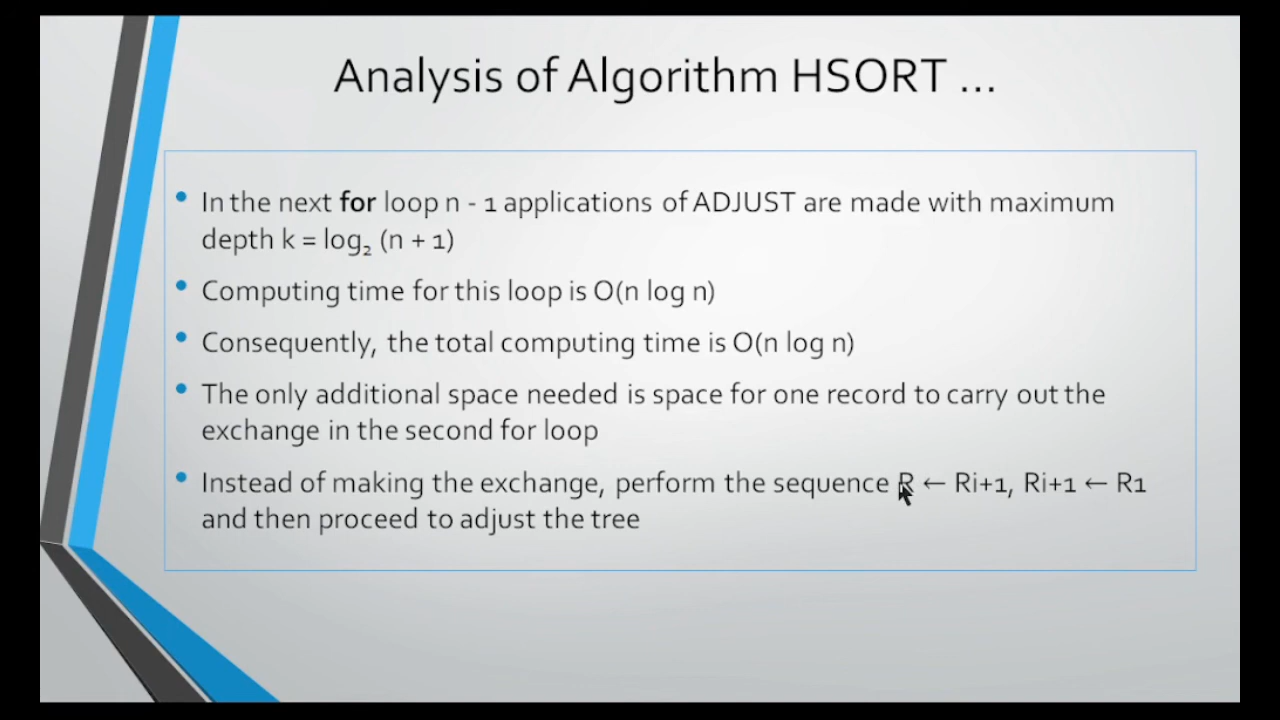 Analysis of Algorithm HSORT ...
• In the next for loop n - 1 applications of ADJUST are made with maximum
depth k = log₂ (n + 1)
• Computing time for this loop is O(n log n)
• Consequently, the total computing time is O(n log n)
• The only additional space needed is space for one record to carry out the
exchange in the second for loop
• Instead of making the exchange, perform the sequence R ← Ri+1, Ri+1 ← R1
and then proceed to adjust the tree